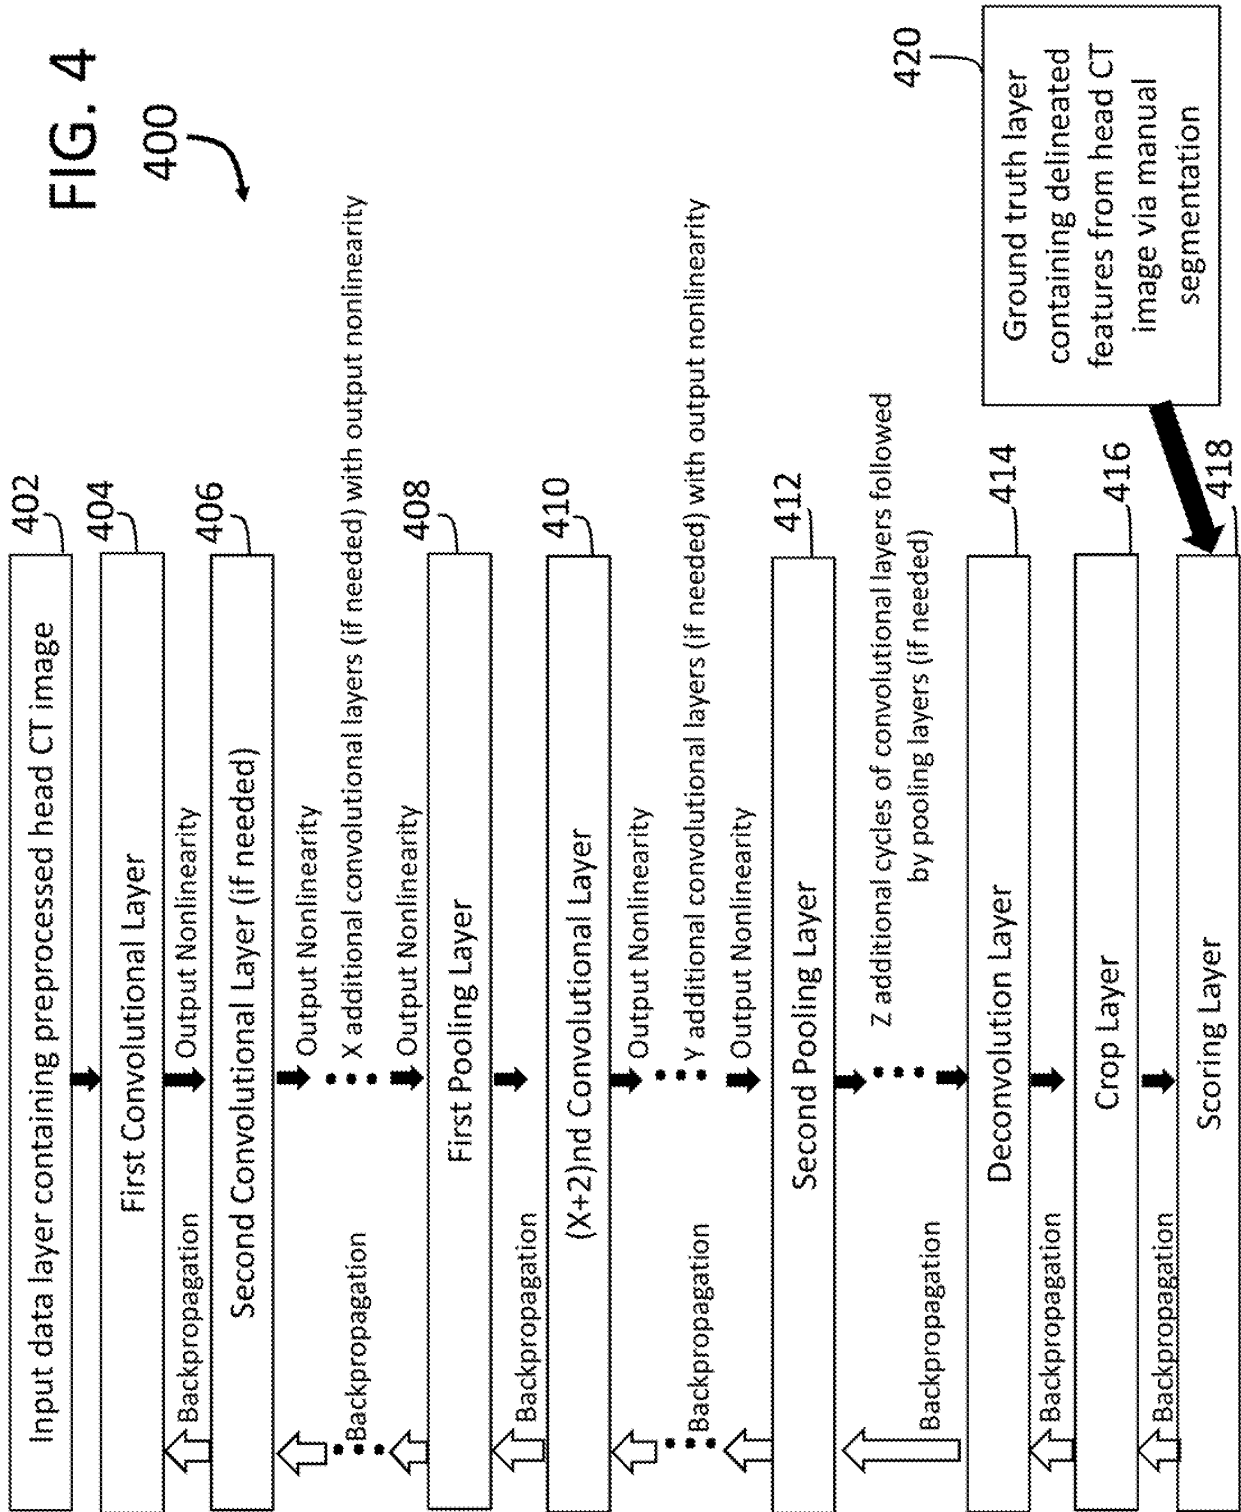 FIG. 4
400
Input data layer containing preprocessed head CT image
402
First Convolutional Layer
404
Backpropagation
Output Nonlinearity
Second Convolutional Layer (if needed)
406
Output Nonlinearity
Backpropagation
X additional convolutional layers (if needed) with output nonlinearity
Output Nonlinearity
First Pooling Layer
408
Backpropagation
(X+2)nd Convolutional Layer
410
Output Nonlinearity
Backpropagation
Y additional convolutional layers (if needed) with output nonlinearity
Output Nonlinearity
Second Pooling Layer
412
Backpropagation
Z additional cycles of convolutional layers followed
by pooling layers (if needed)
Deconvolution Layer
414
Backpropagation
Crop Layer
416
Backpropagation
Scoring Layer
418
420
Ground truth layer
containing delineated
features from head CT
image via manual
segmentation